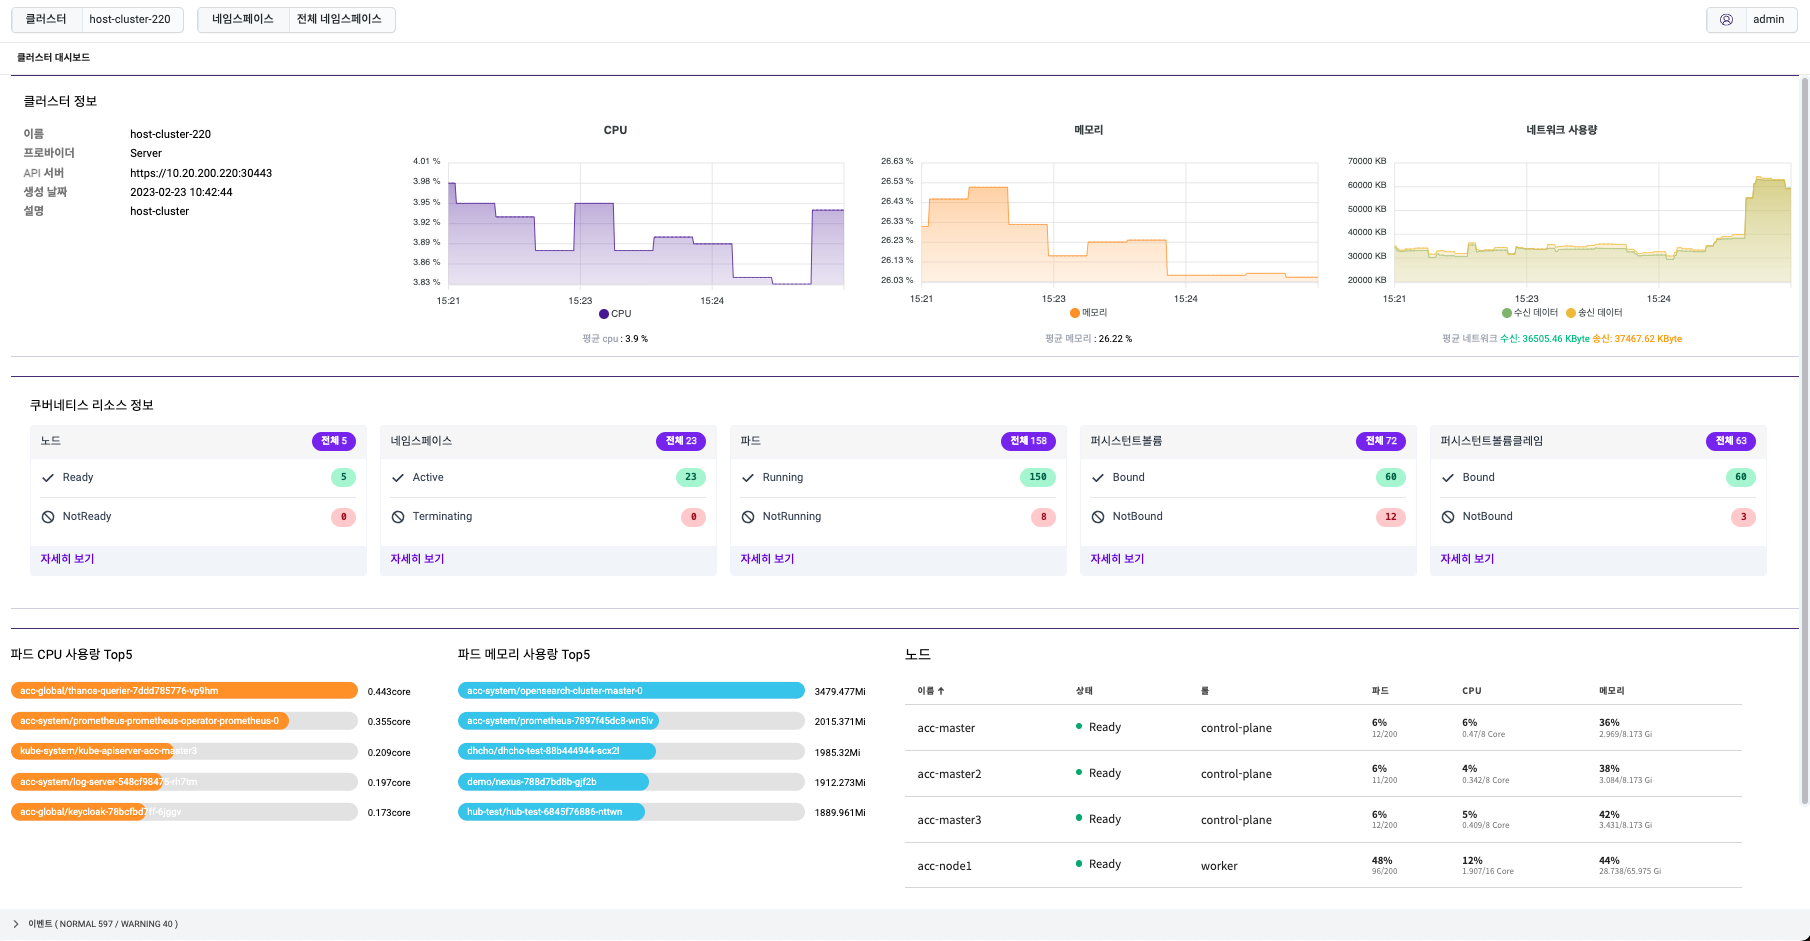 클러스터 host-cluster-220 네임스페이스 전체 네임스페이스 admin
클러스터 대시보드
클러스터 정보
이름 host-cluster-220
프로바이더 Server
API 서버 https://10.20.200.220:30443
생성 날짜 2023-02-23 10:42:44
설명 host-cluster
CPU
4.01 %
3.98 %
3.95 %
3.92 %
3.89 %
3.86 %
3.83 %
15:21 15:23 15:24
CPU
평균 cpu : 3.9 %
메모리
26.63 %
26.53 %
26.43 %
26.33 %
26.23 %
26.13 %
26.03 %
15:21 15:23 15:24
메모리
평균 메모리 : 26.22 %
네트워크 사용량
70000 KB
60000 KB
50000 KB
40000 KB
30000 KB
20000 KB
15:21 15:23 15:24
수신 데이터 송신 데이터
평균 네트워크 수신: 36505.46 KByte 송신: 37467.62 KByte
쿠버네티스 리소스 정보
노드 전체 5
Ready 5
NotReady 0
자세히 보기
네임스페이스 전체 23
Active 23
Terminating 0
자세히 보기
파드 전체 158
Running 150
NotRunning 8
자세히 보기
퍼시스턴트볼륨 전체 72
Bound 60
NotBound 12
자세히 보기
퍼시스턴트볼륨클레임 전체 63
Bound 60
NotBound 3
자세히 보기
파드 CPU 사용량 Top5
acc-global/thanos-querier-7ddd785776-vp9hm 0.443core
acc-system/prometheus-prometheus-operator-prometheus-0 0.355core
kube-system/kube-apiserver-acc-master3 0.209core
acc-system/log-server-548cf98475-rh7tm 0.197core
acc-global/keycloak-78bcfbd7ff-6jggv 0.173core
파드 메모리 사용량 Top5
acc-system/opensearch-cluster-master-0 3479.477Mi
acc-system/prometheus-7897f45dc8-wn5lv 2015.371Mi
dhcho/dhcho-test-88b444944-scx2l 1985.32Mi
demo/nexus-788d7bd8b-gjf2b 1912.273Mi
hub-test/hub-test-6845f76886-nttwn 1889.961Mi
노드
이름 ↑ 상태 롤 파드 CPU 메모리
acc-master Ready control-plane 6% 6% 36%
12/200 0.47/8 Core 2.969/8.173 Gi
acc-master2 Ready control-plane 6% 4% 38%
11/200 0.342/8 Core 3.084/8.173 Gi
acc-master3 Ready control-plane 6% 5% 42%
12/200 0.409/8 Core 3.431/8.173 Gi
acc-node1 Ready worker 48% 12% 44%
96/200 1.907/16 Core 28.738/65.975 Gi
이벤트 ( NORMAL 597 / WARNING 40 )